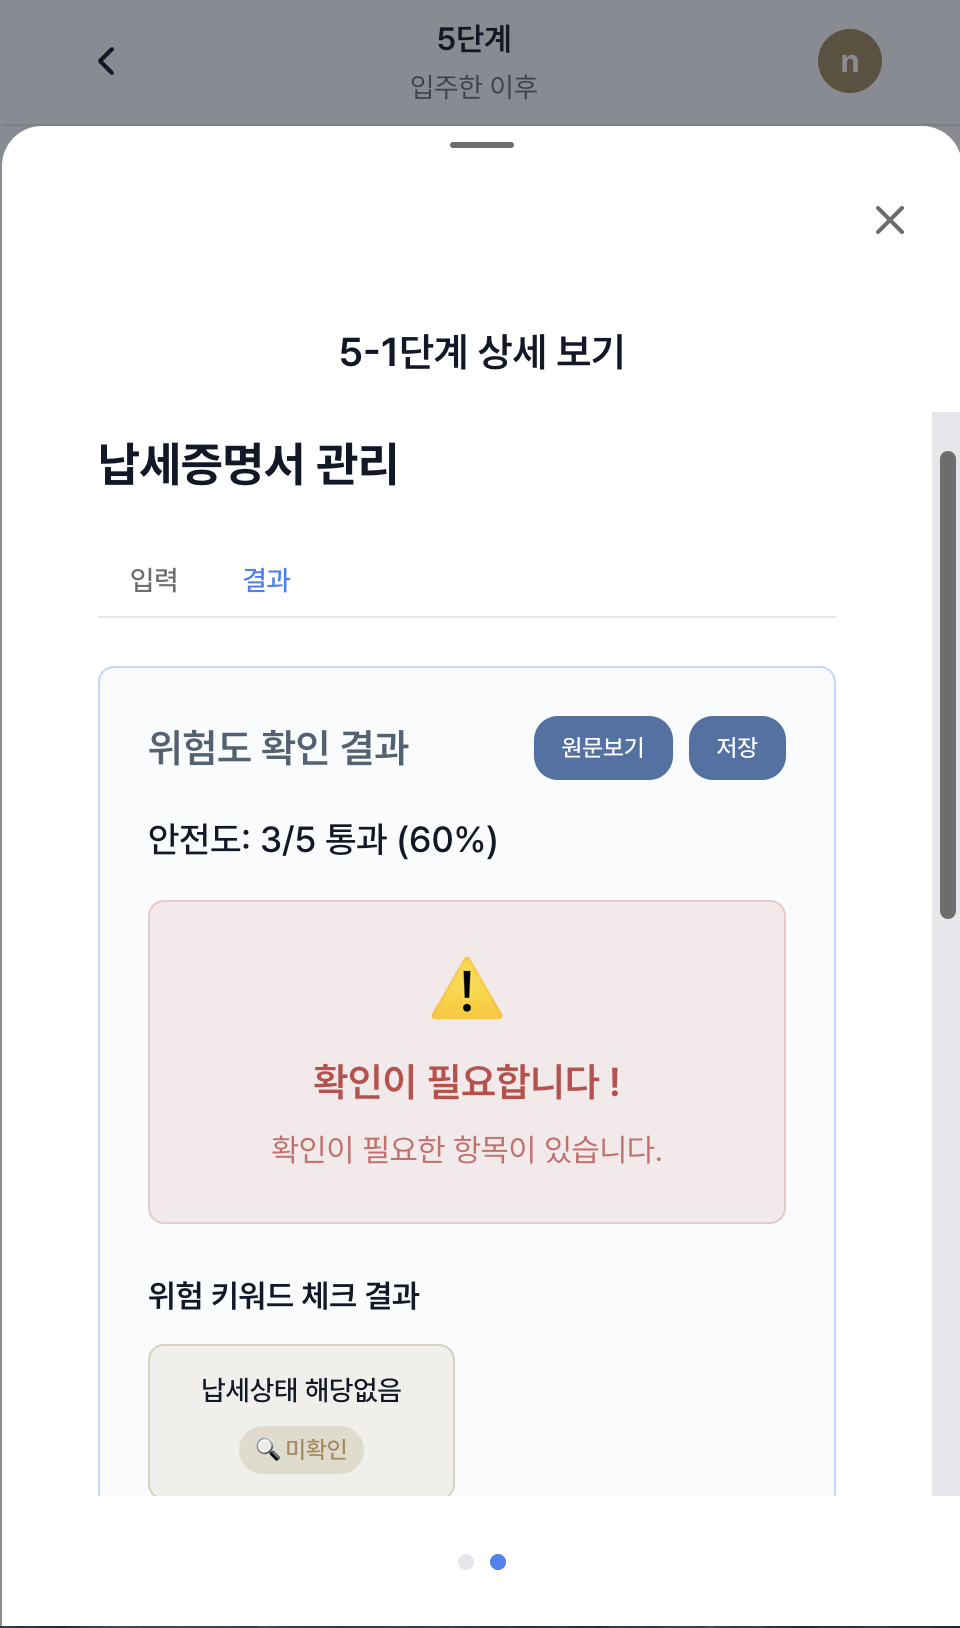 5단계
입주한 이후
n
5-1단계 상세 보기
납세증명서 관리
입력 결과
위험도 확인 결과 원문보기 저장
안전도: 3/5 통과 (60%)
확인이 필요합니다 !
확인이 필요한 항목이 있습니다.
위험 키워드 체크 결과
납세상태 해당없음
미확인